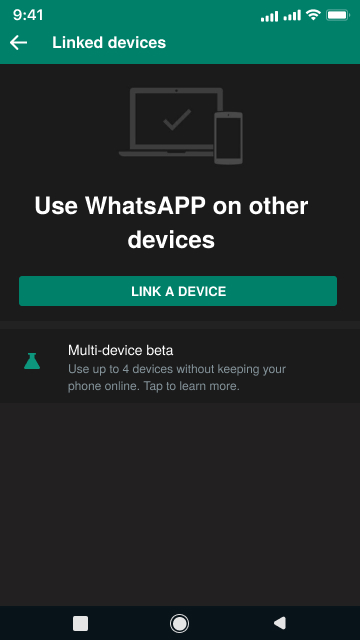 9:41
Linked devices
Use WhatsAPP on other
devices
LINK A DEVICE
Multi-device beta
Use up to 4 devices without keeping your
phone online. Tap to learn more.